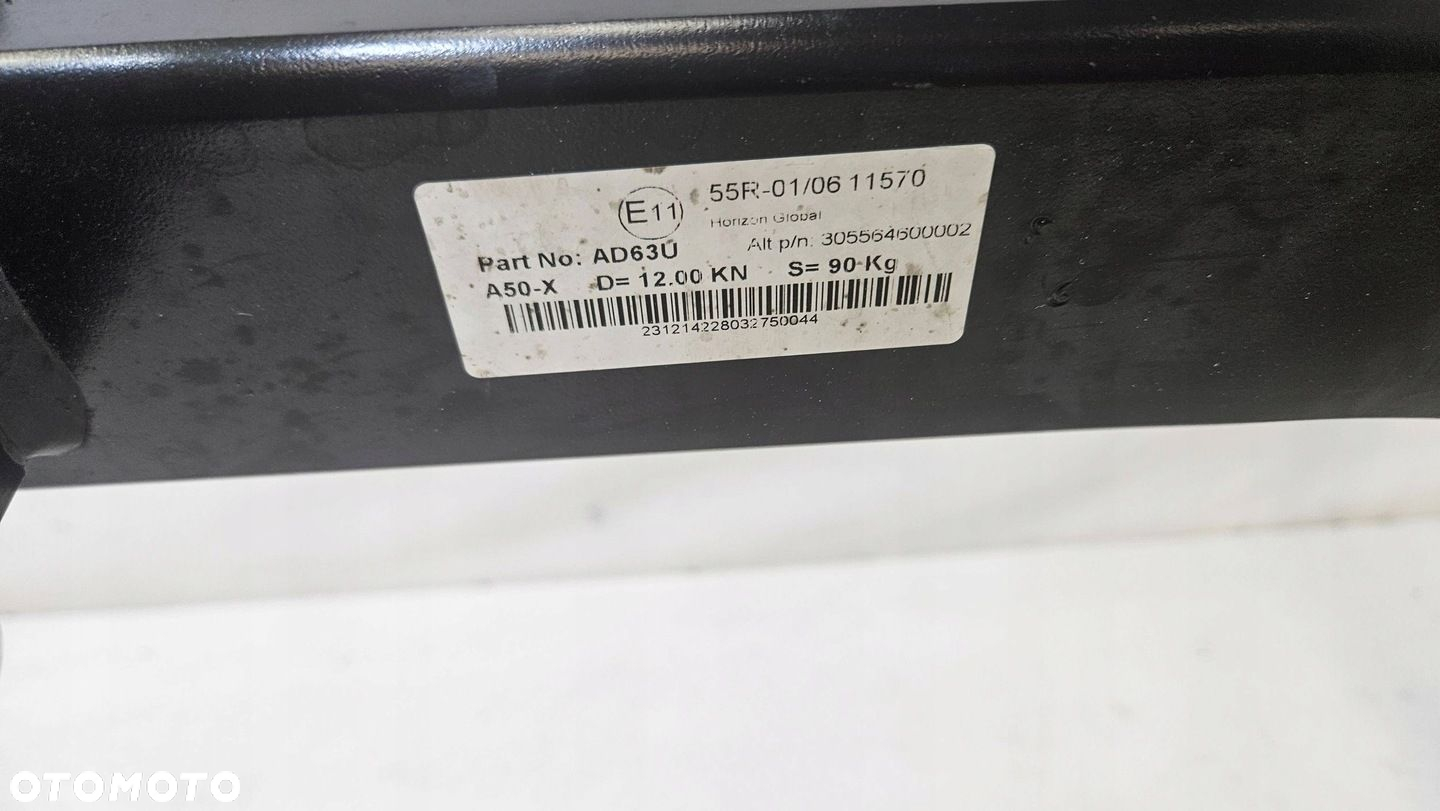 E11 55R-01/06 11570
Horizon Global
Part No: AD63U Alt p/n: 305564600002
A50-X D= 12.00 KN S= 90 Kg
231214228032750044
OTOMOTO